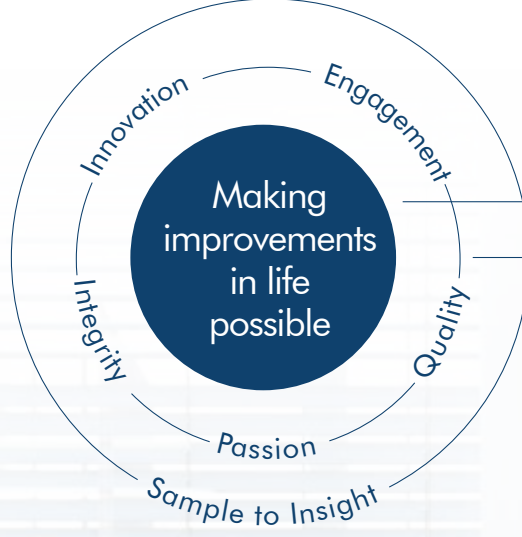 Innovation
Engagement
Making
improvements
in life
possible
Integrity
Quality
Passion
Sample to Insight